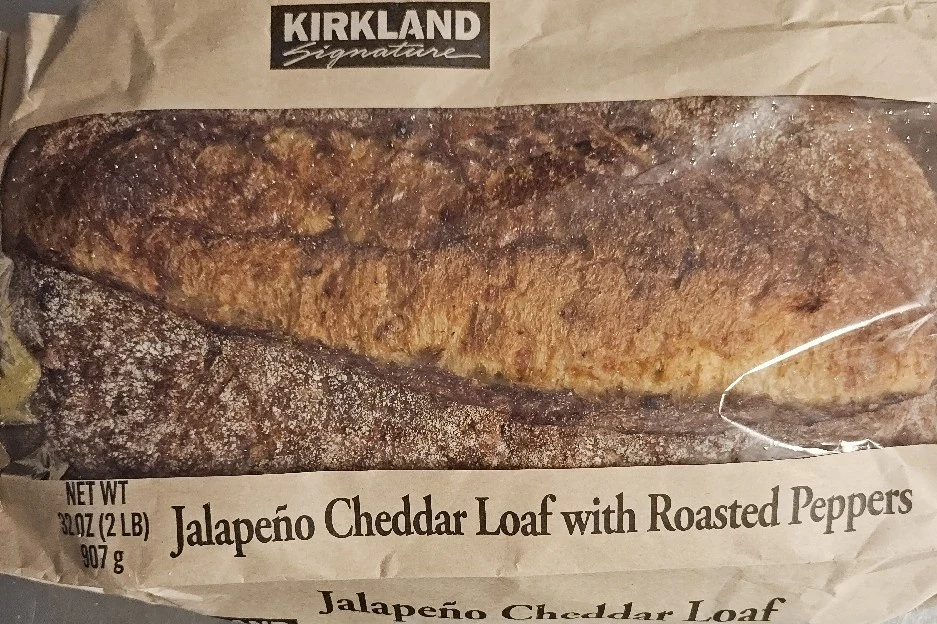 KIRKLAND
Signature
NET WT
32 OZ (2 LB)
907 g
Jalapeño Cheddar Loaf with Roasted Peppers
Jalapeño Cheddar Loaf